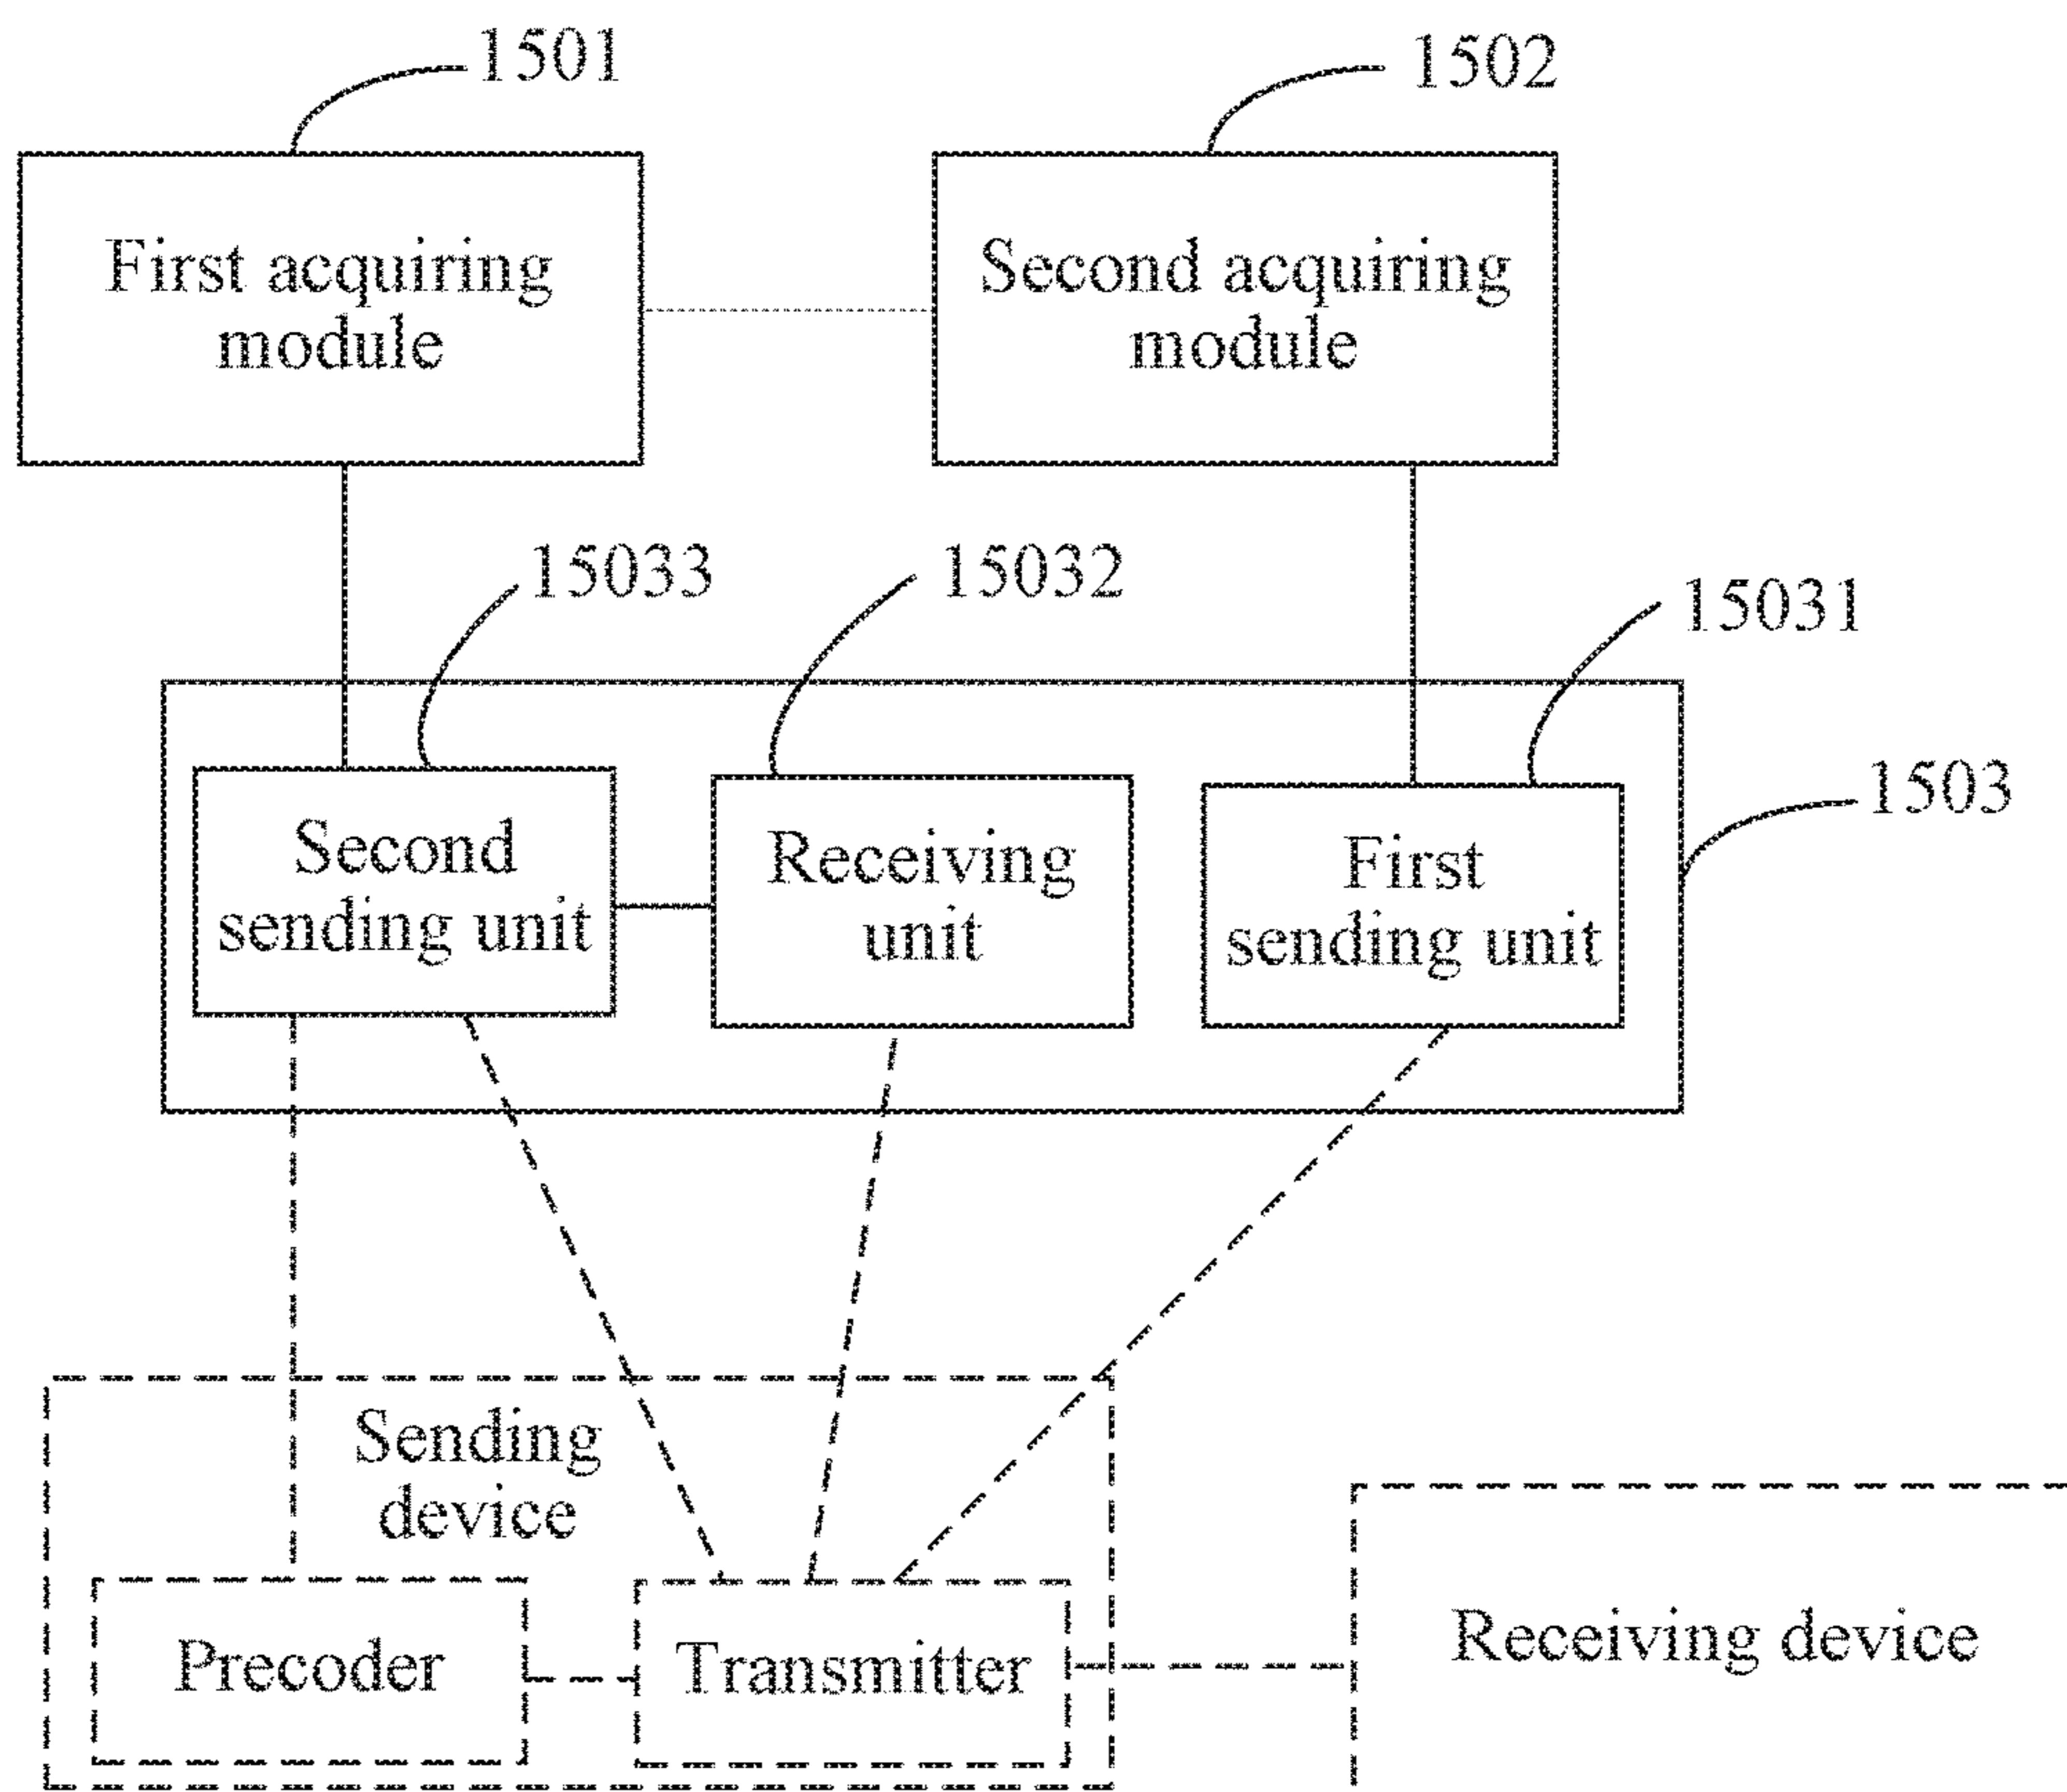 1501
1502
First acquiring
module
Second acquiring
module
15033
15032
15031
1503
Second
sending unit
Receiving
unit
First
sending unit
Sending
device
Precoder
Transmitter
Receiving device